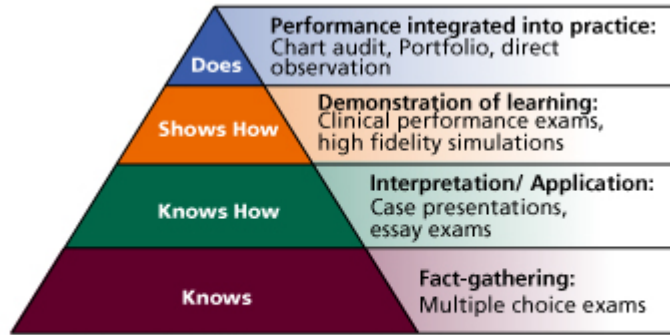 Does
Performance integrated into practice:
Chart audit, Portfolio, direct
observation
Shows How
Demonstration of learning:
Clinical performance exams,
high fidelity simulations
Knows How
Interpretation/ Application:
Case presentations,
essay exams
Knows
Fact-gathering:
Multiple choice exams